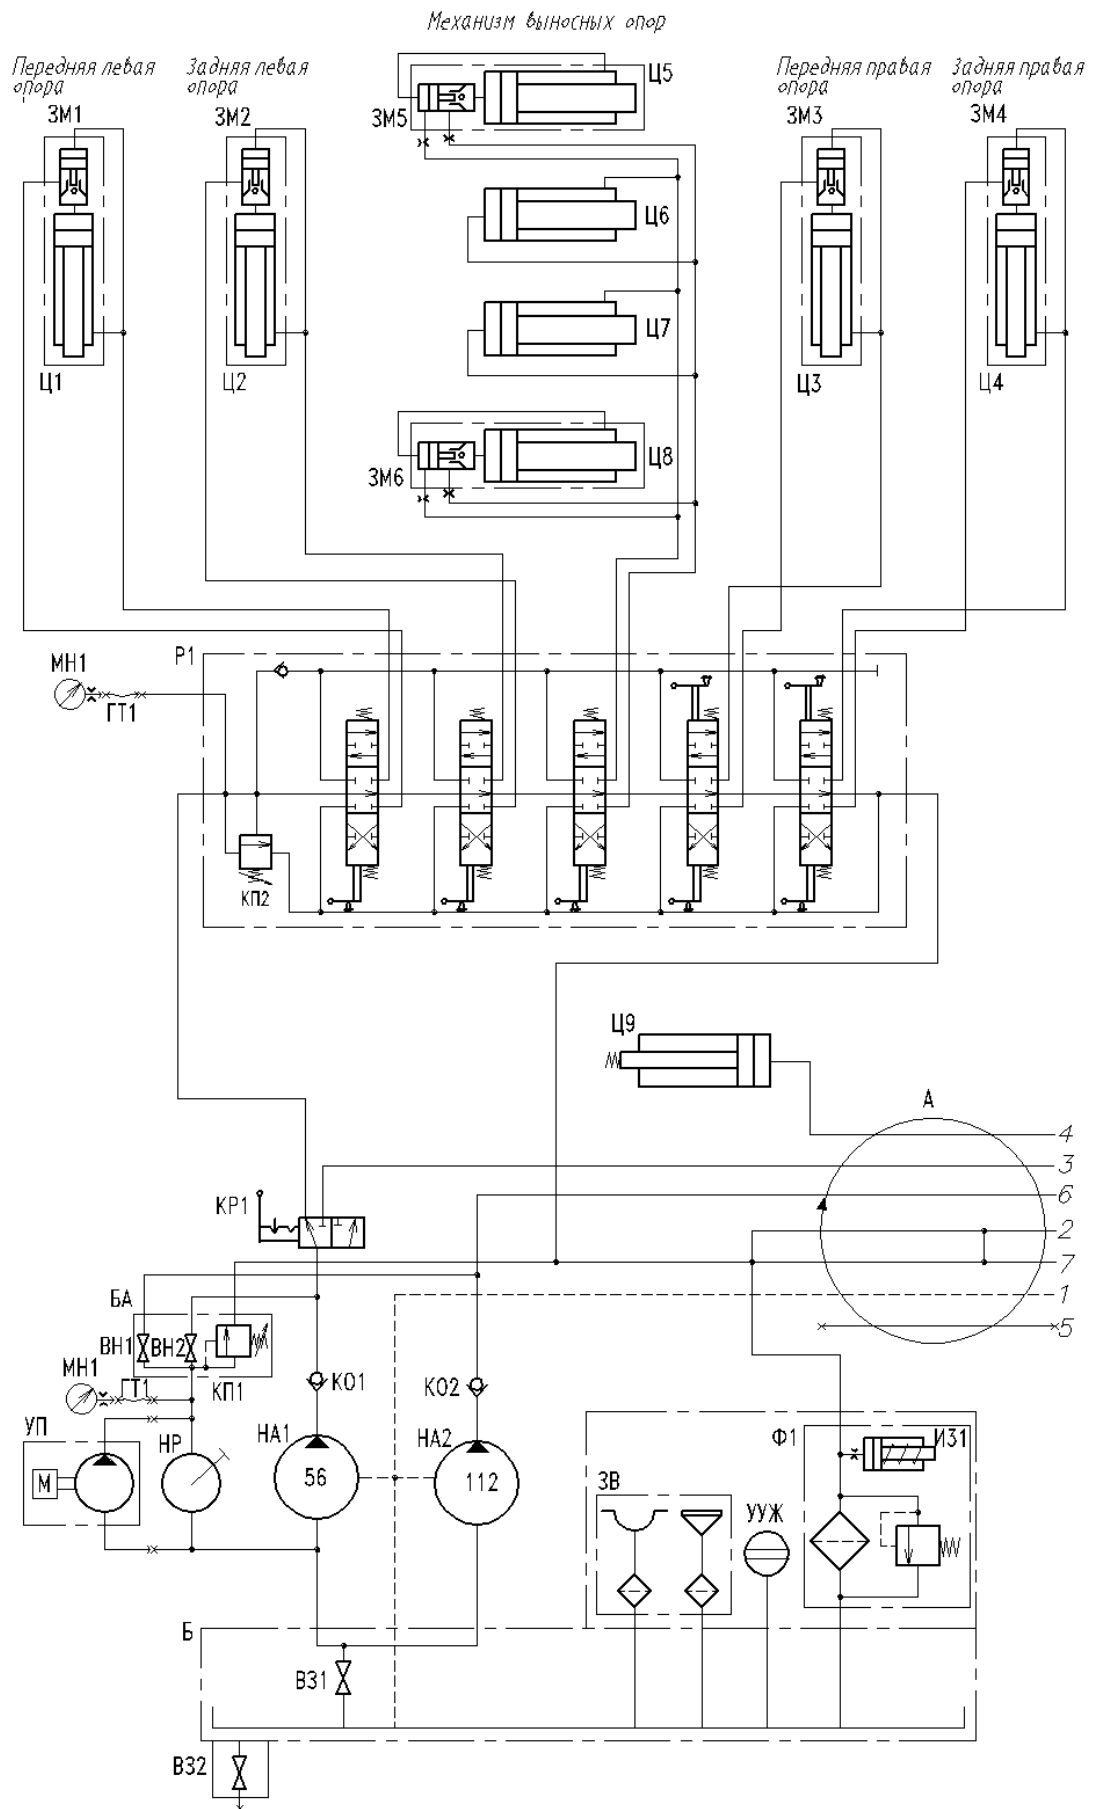 Механизм выносных опор
Передняя левая
опора
Задняя левая
опора
Передняя правая
опора
Задняя правая
опора
ЗМ1
ЗМ2
ЗМ5
Ц5
ЗМ3
ЗМ4
Ц6
Ц7
Ц1
Ц2
Ц3
Ц4
ЗМ6
Ц8
МН1
ГТ1
Р1
КП2
Ц9
А
4
3
6
2
7
1
5
КР1
БА
ВН1
ВН2
КП1
МН1
ГТ1
КО1
КО2
УП
М
НР
НА1
56
НА2
112
ЗВ
УУЖ
Ф1
ИЗ1
Б
ВЗ1
ВЗ2